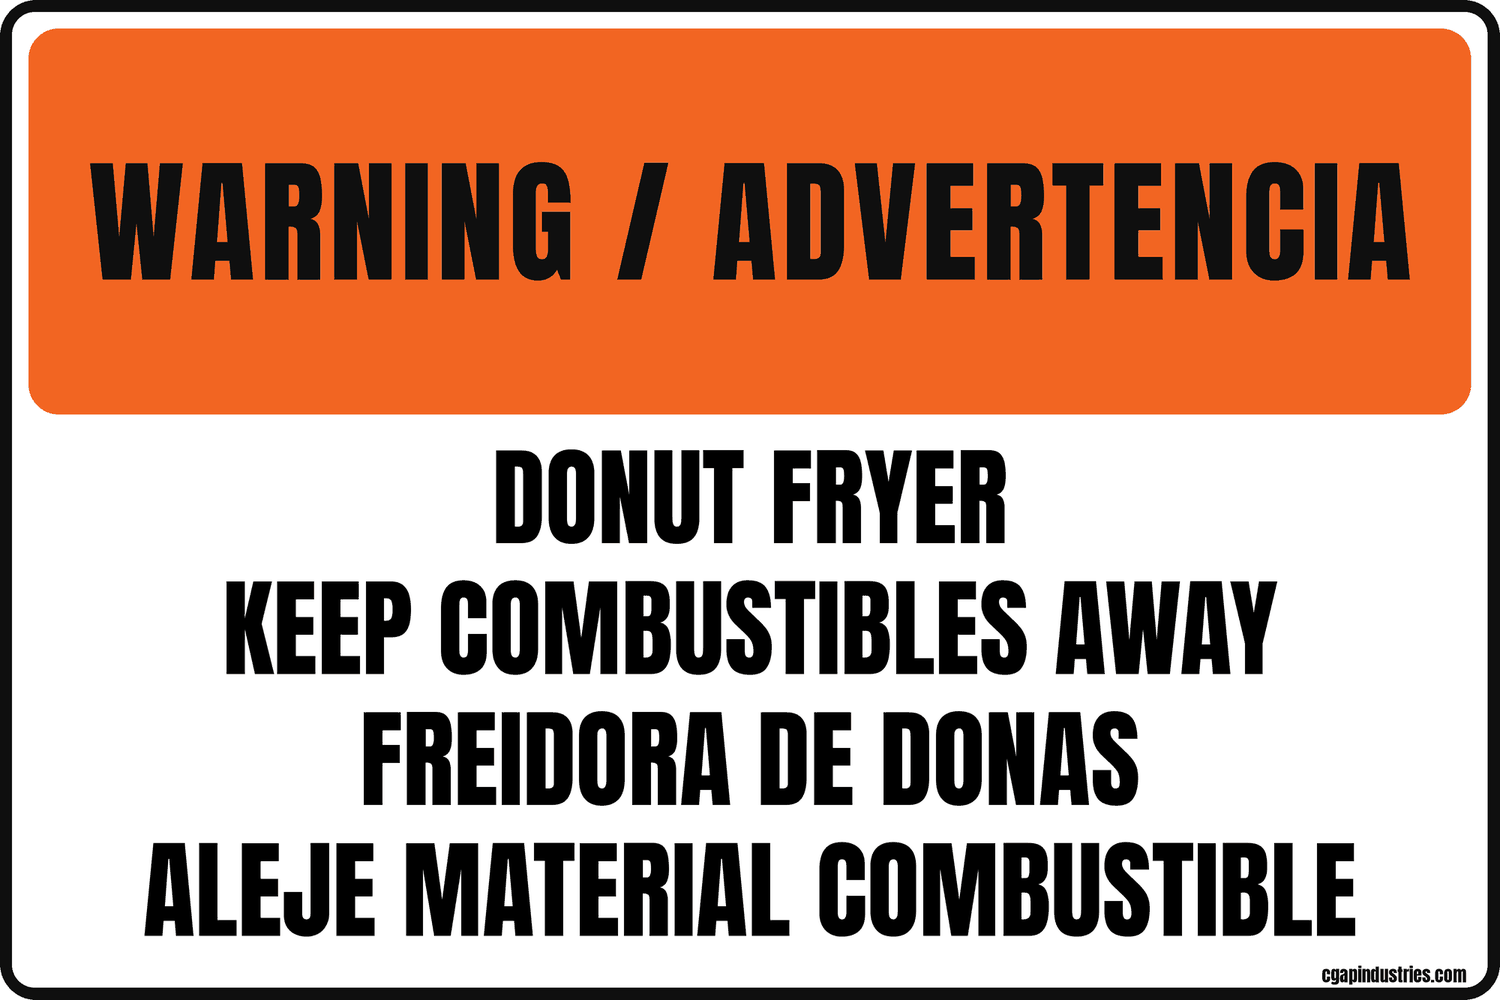 WARNING / ADVERTENCIA
DONUT FRYER
KEEP COMBUSTIBLES AWAY
FREIDORA DE DONAS
ALEJE MATERIAL COMBUSTIBLE
cgapindustries.com